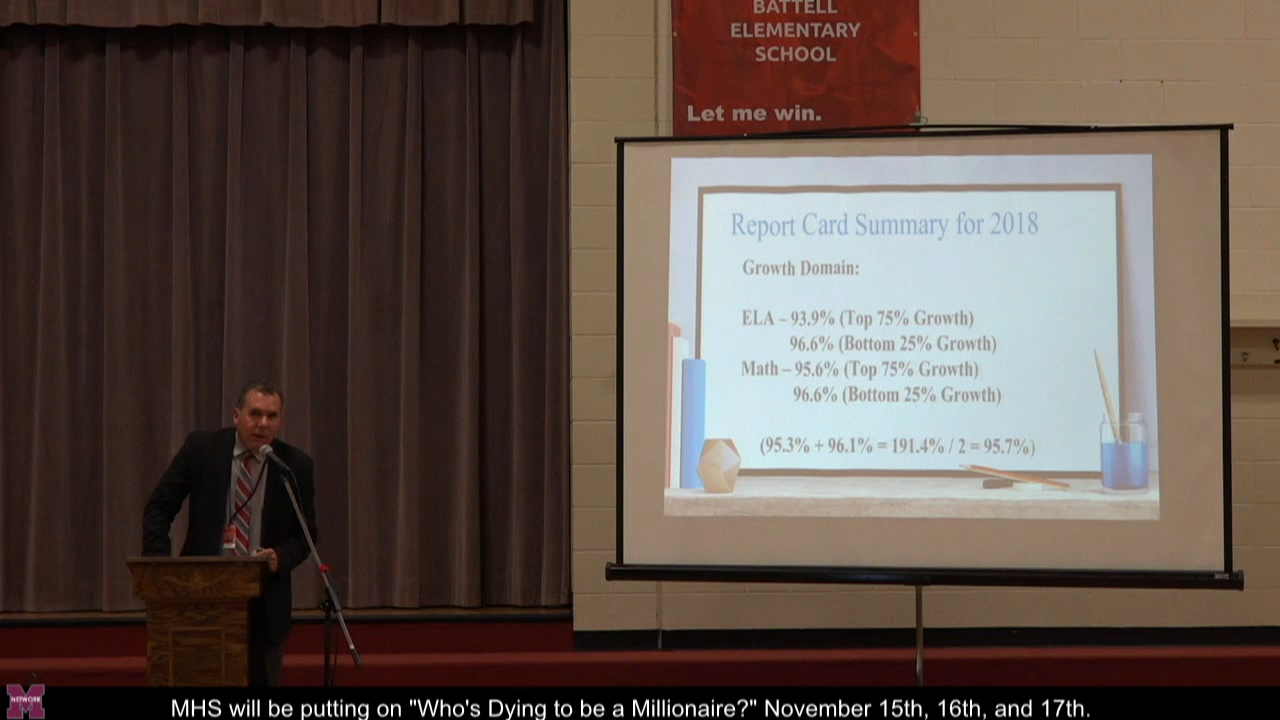 BATTELL
ELEMENTARY
SCHOOL
Let me win.
Report Card Summary for 2018
Growth Domain:
ELA – 93.9% (Top 75% Growth)
96.6% (Bottom 25% Growth)
Math – 95.6% (Top 75% Growth)
96.6% (Bottom 25% Growth)
(95.3% + 96.1% = 191.4% / 2 = 95.7%)
M
NETWORK
MHS will be putting on "Who's Dying to be a Millionaire?" November 15th, 16th, and 17th.